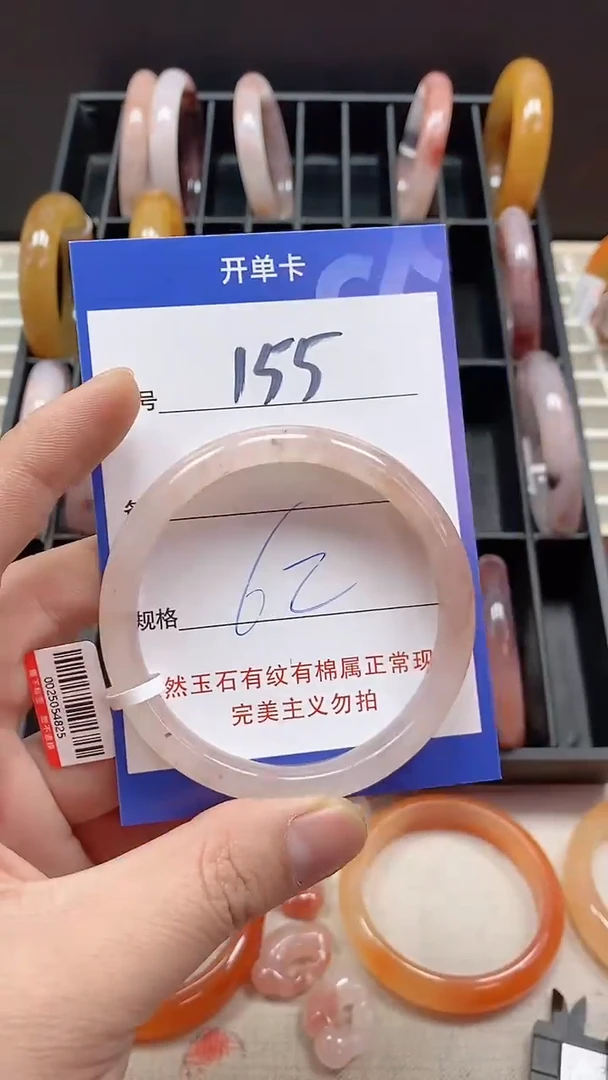 开单卡
号 155
规格 62
然玉石有纹有棉属正常现
完美主义勿拍
0025054825